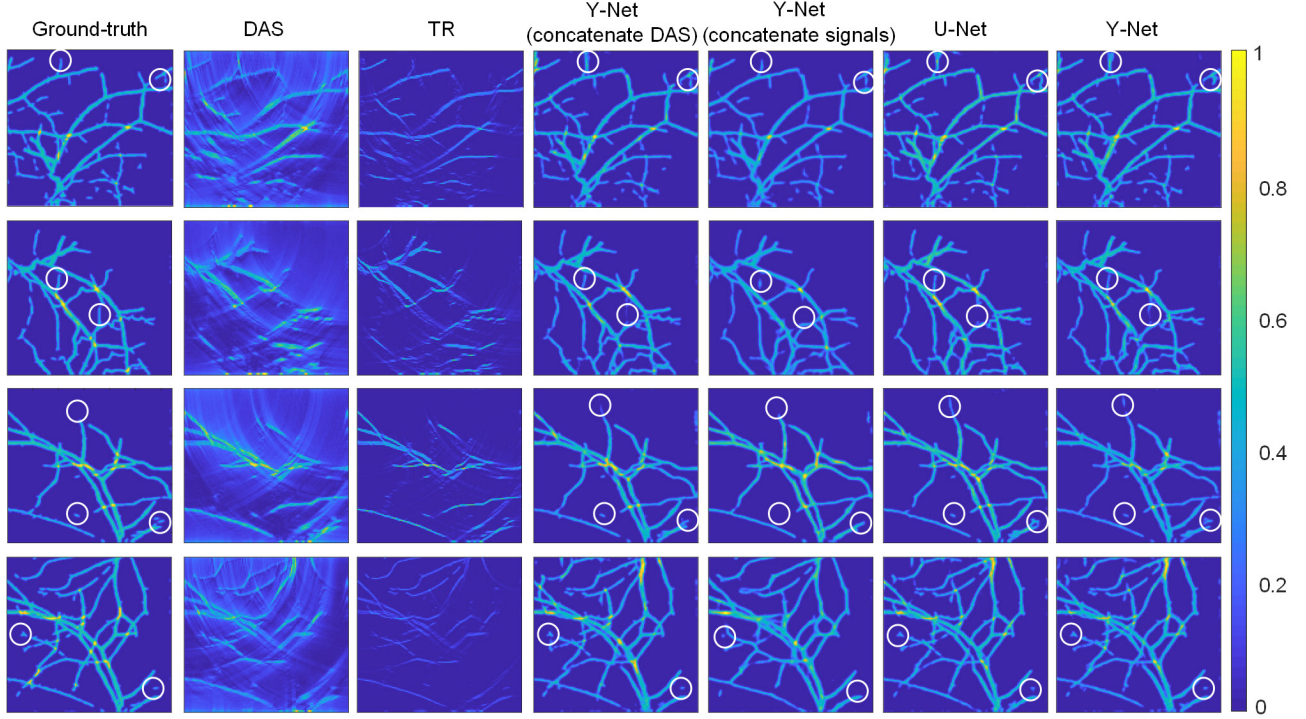 Ground-truth
DAS
TR
Y-Net
(concatenate DAS)
Y-Net
(concatenate signals)
U-Net
Y-Net
1
0.8
0.6
0.4
0.2
0